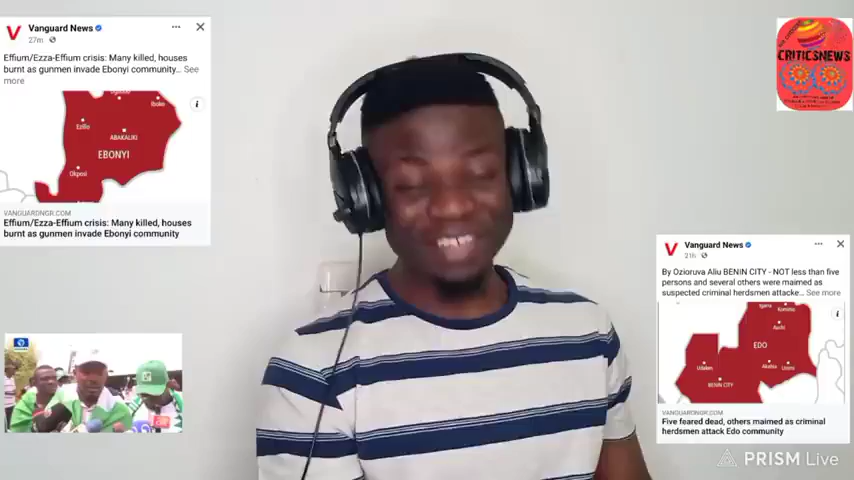 Vanguard News
27m
Effium/Ezza-Effium crisis: Many killed, houses
burnt as gunmen invade Ebonyi community... See
more
ABAKALIKI
EBONYI
Okposi
VANGUARDNGR.COM
Effium/Ezza-Effium crisis: Many killed, houses
burnt as gunmen invade Ebonyi community
CRITICSNEWS
Vanguard News
21h
By Ozioruva Aliu BENIN CITY - NOT less than five
persons and several others were maimed as
suspected criminal herdsmen attacke... See more
Auchi
EDO
BENIN CITY
VANGUARDNGR.COM
Five feared dead, others maimed as criminal
herdsmen attack Edo community
PRISM Live